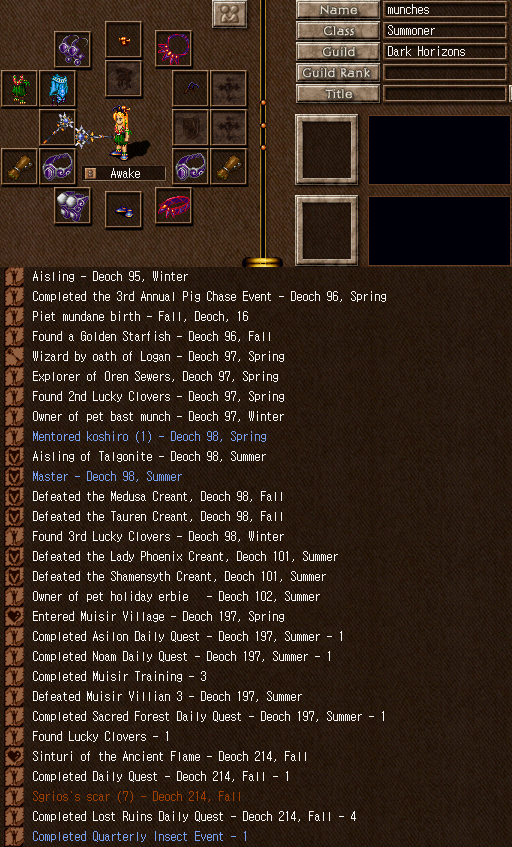 Name munches
Class Summoner
Guild Dark Horizons
Guild Rank
Title
Awake
Aisling - Deoch 95, Winter
Completed the 3rd Annual Pig Chase Event - Deoch 96, Spring
Piet mundane birth - Fall, Deoch, 16
Found a Golden Starfish - Deoch 96, Fall
Wizard by oath of Logan - Deoch 97, Spring
Explorer of Oren Sewers, Deoch 97, Spring
Found 2nd Lucky Clovers - Deoch 97, Spring
Owner of pet bast munch - Deoch 97, Winter
Mentored koshiro (1) - Deoch 98, Spring
Aisling of Talgonite - Deoch 98, Summer
Master - Deoch 98, Summer
Defeated the Medusa Creant, Deoch 98, Fall
Defeated the Tauren Creant, Deoch 98, Fall
Found 3rd Lucky Clovers - Deoch 98, Winter
Defeated the Lady Phoenix Creant, Deoch 101, Summer
Defeated the Shamensyth Creant, Deoch 101, Summer
Owner of pet holiday erbie - Deoch 102, Summer
Entered Muisir Village - Deoch 197, Spring
Completed Asilon Daily Quest - Deoch 197, Summer - 1
Completed Noam Daily Quest - Deoch 197, Summer - 1
Completed Muisir Training - 3
Defeated Muisir Villian 3 - Deoch 197, Summer
Completed Sacred Forest Daily Quest - Deoch 197, Summer - 1
Found Lucky Clovers - 1
Sinturi of the Ancient Flame - Deoch 214, Fall
Completed Daily Quest - Deoch 214, Fall - 1
Sgrios's scar (7) - Deoch 214, Fall
Completed Lost Ruins Daily Quest - Deoch 214, Fall - 4
Completed Quarterly Insect Event - 1